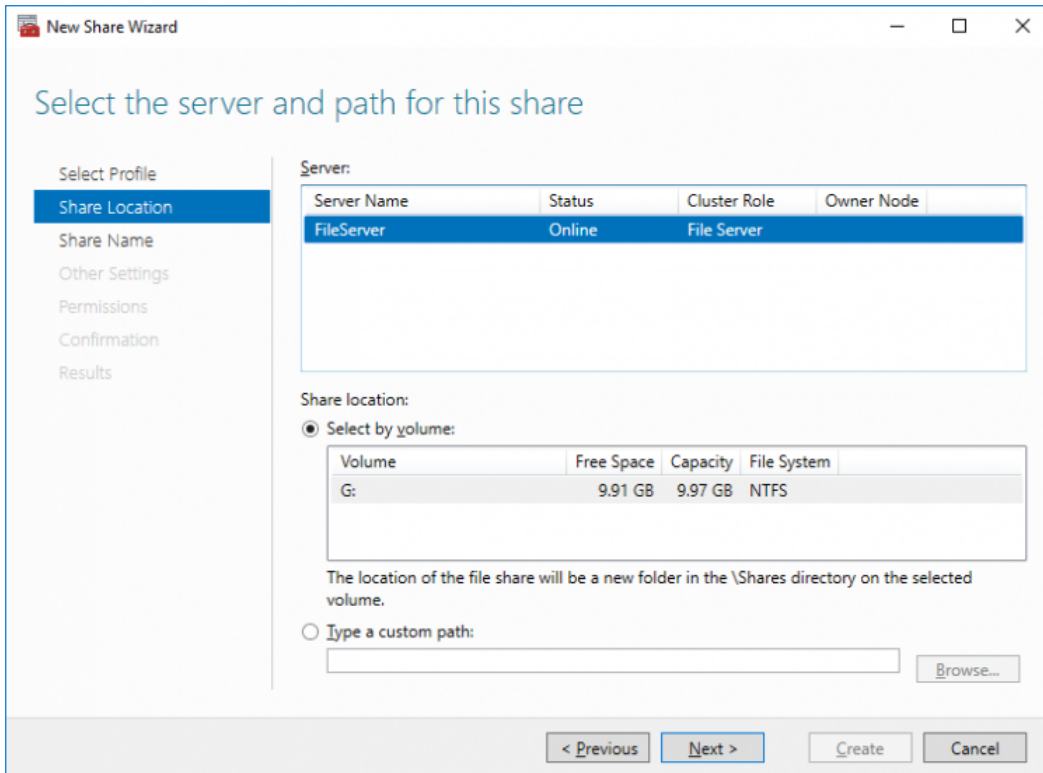 New Share Wizard
Select the server and path for this share
Select Profile
Share Location
Share Name
Other Settings
Permissions
Confirmation
Results
Server:
Server Name Status Cluster Role Owner Node
FileServer Online File Server
Share location:
Select by volume:
Volume Free Space Capacity File System
G: 9.91 GB 9.97 GB NTFS
The location of the file share will be a new folder in the \Shares directory on the selected
volume.
Type a custom path:
Browse...
< Previous Next > Create Cancel